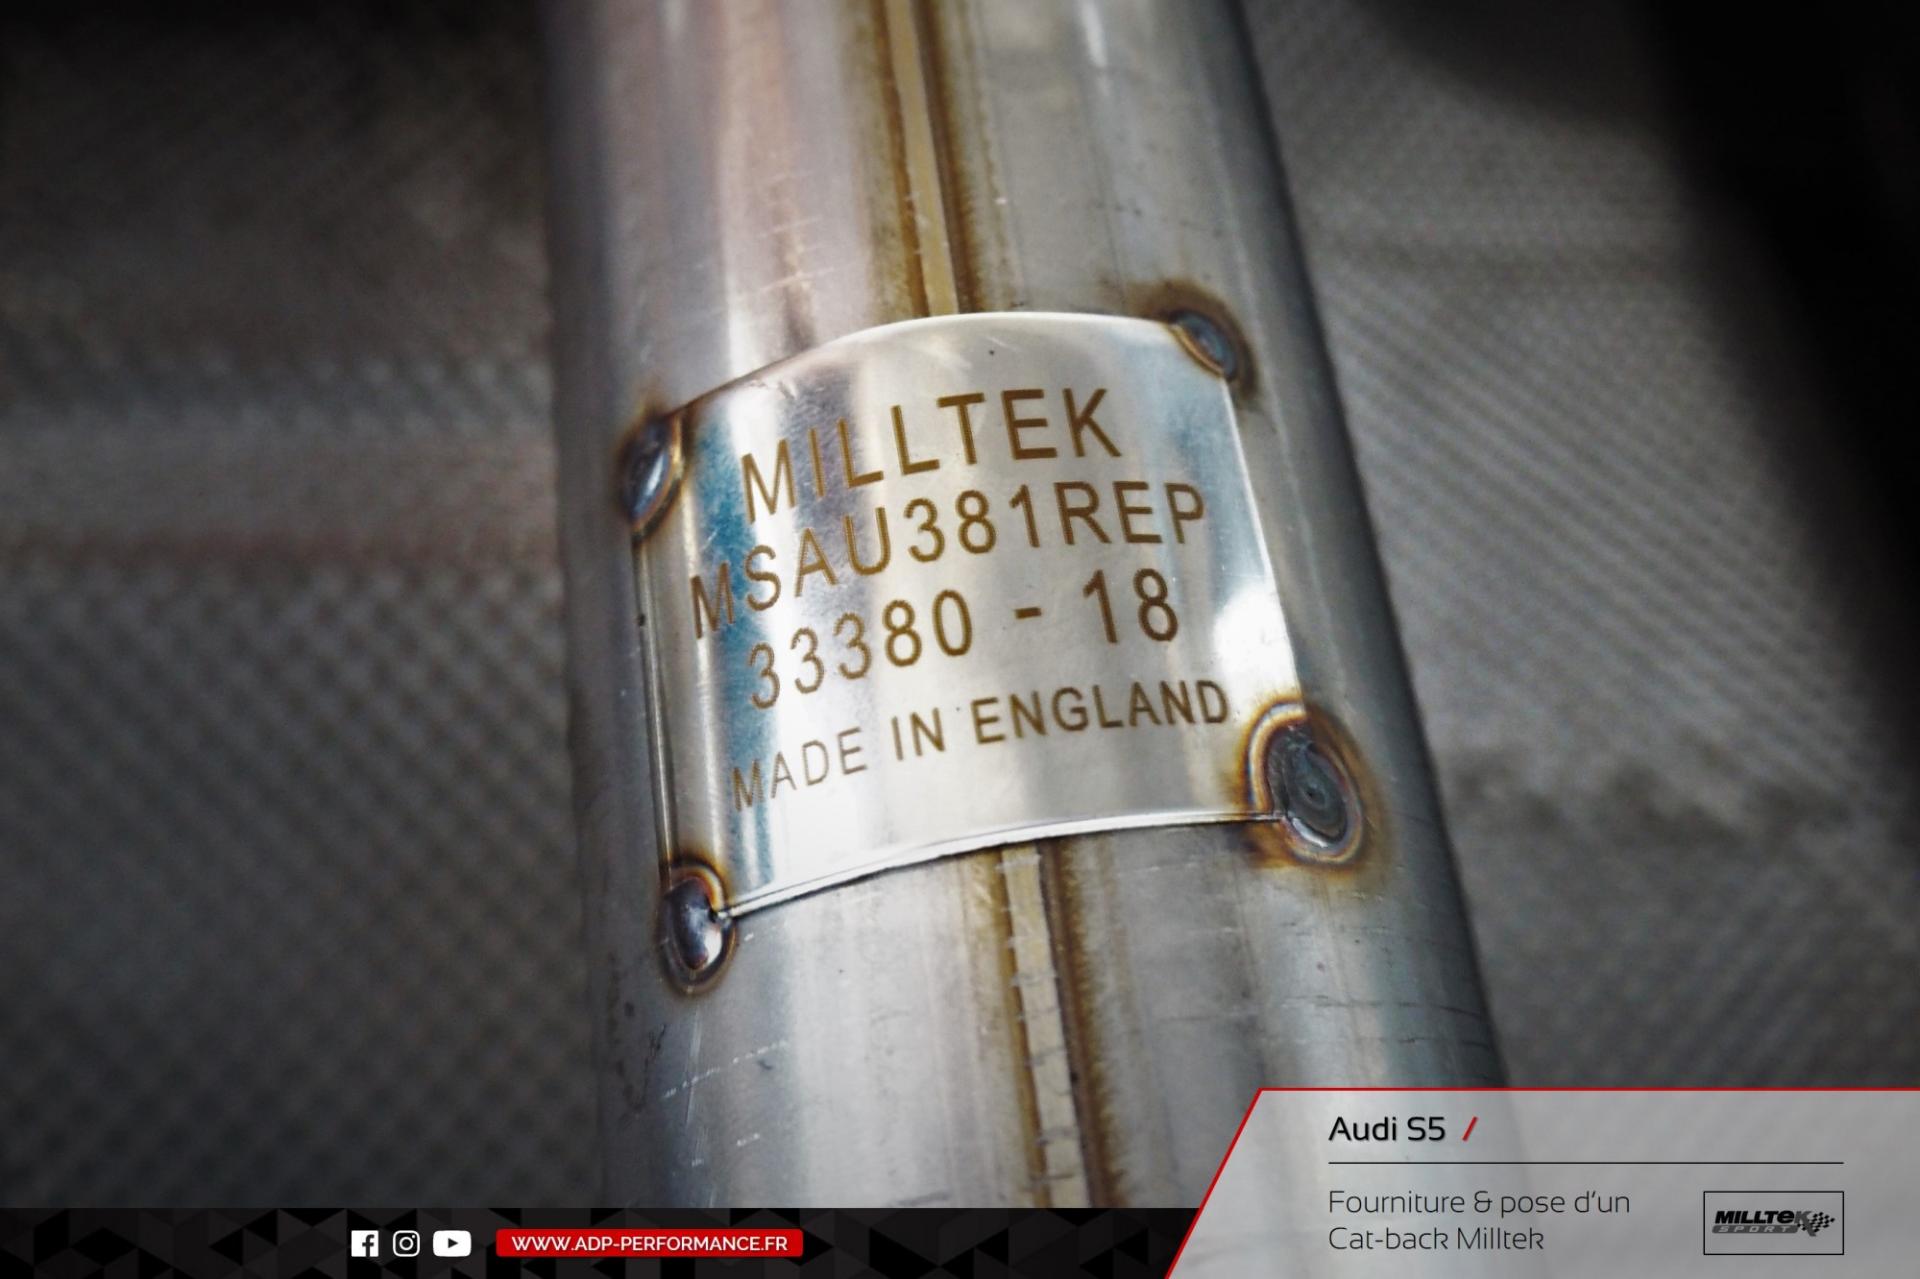 MILLTEK
MSAU381REP
33380 - 18
MADE IN ENGLAND
Audi S5 /
Fourniture & pose d'un
Cat-back Milltek
MILLTEK
SPORT
WWW.ADP-PERFORMANCE.FR